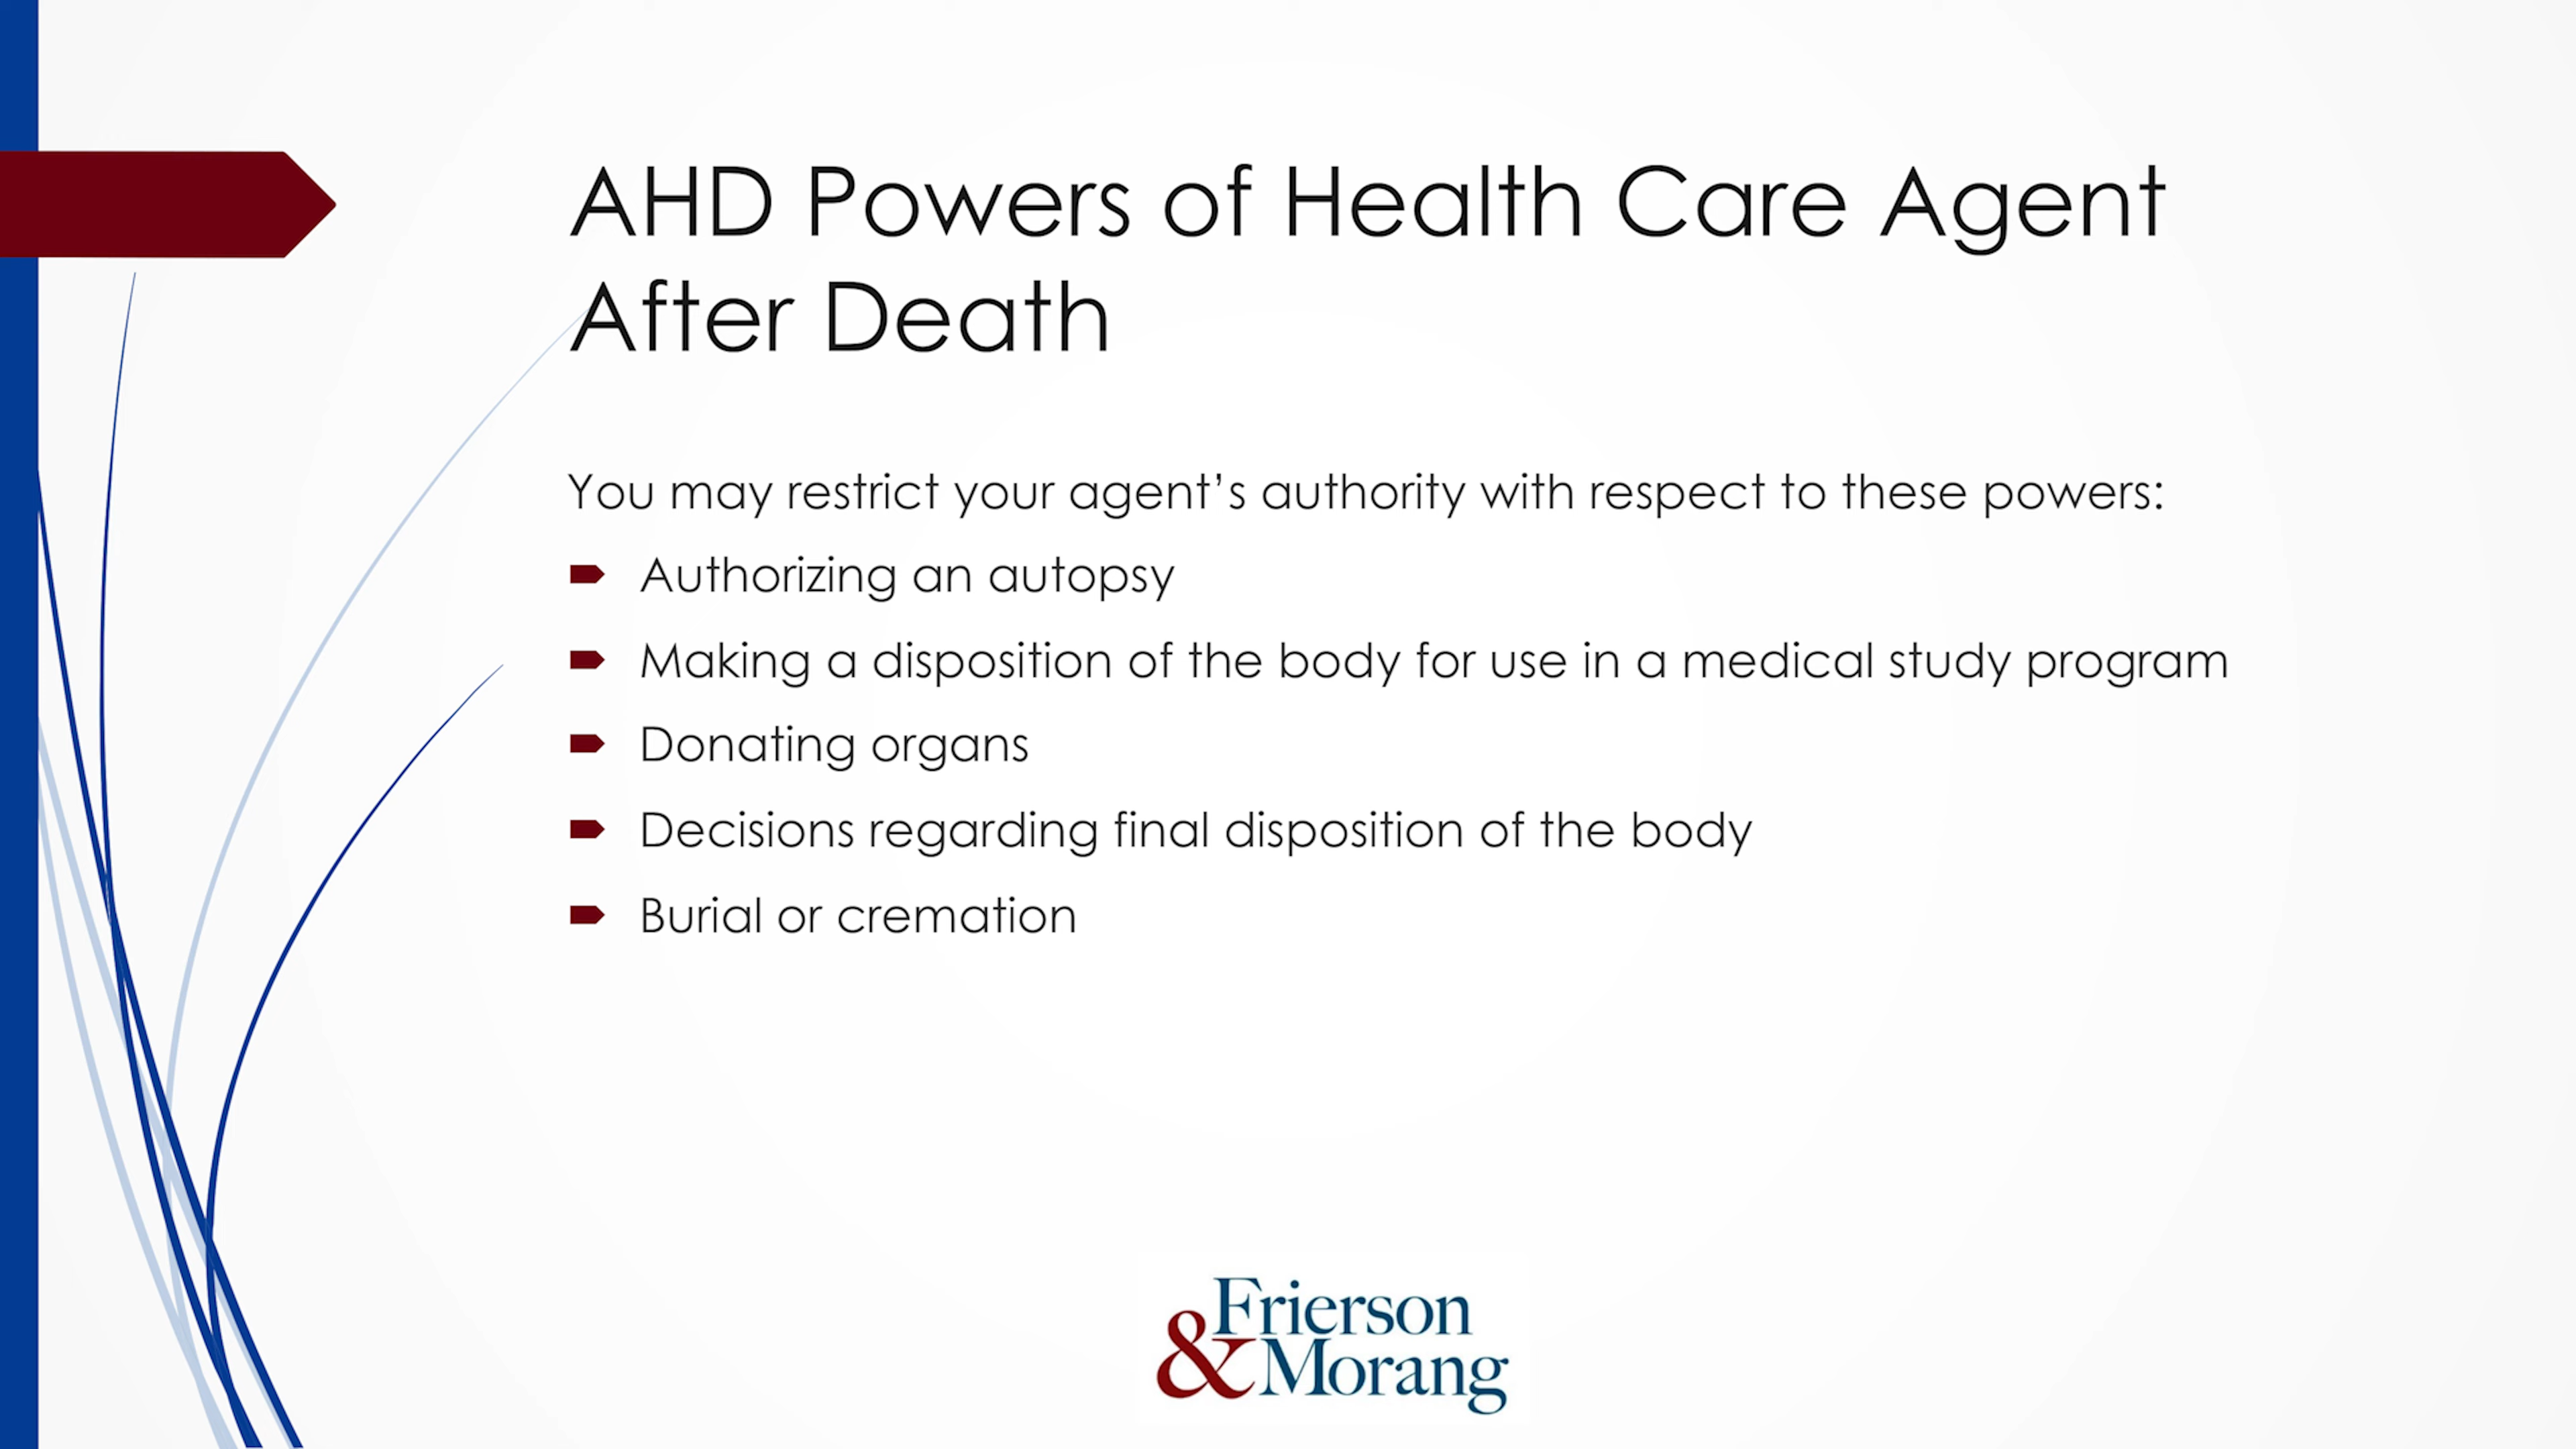 AHD Powers of Health Care Agent
After Death
You may restrict your agent’s authority with respect to these powers:
Authorizing an autopsy
Making a disposition of the body for use in a medical study program
Donating organs
Decisions regarding final disposition of the body
Burial or cremation
Frierson
&Morang